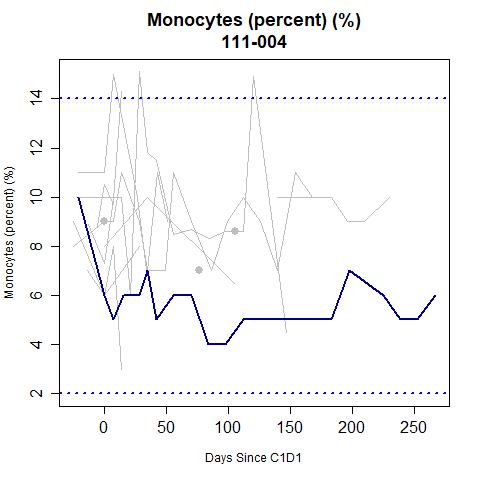 Monocytes (percent) (%)
111-004
Monocytes (percent) (%)
14
12
10
8
6
4
2
0 50 100 150 200 250
Days Since C1D1